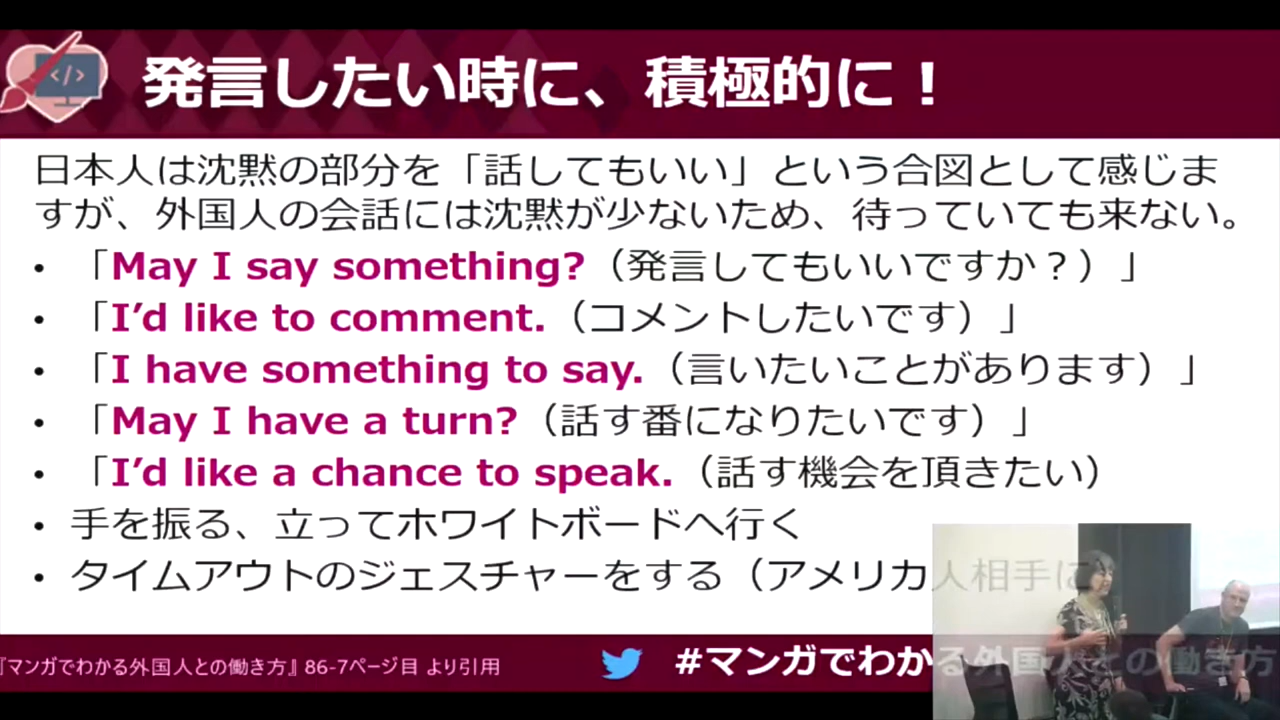 </>
発言したい時に、積極的に！
日本人は沈黙の部分を「話してもいい」という合図として感じま
すが、外国人の会話には沈黙が少ないため、待っていても来ない。
• 「May I say something?（発言してもいいですか？）」
• 「I’d like to comment.（コメントしたいです）」
• 「I have something to say.（言いたいことがあります）」
• 「May I have a turn?（話す番になりたいです）」
• 「I’d like a chance to speak.（話す機会を頂きたい）
• 手を振る、立ってホワイトボードへ行く
• タイムアウトのジェスチャーをする（アメリカ人相手に
『マンガでわかる外国人との働き方』86-7ページ目 より引用
#マンガでわかる外国人との働き方